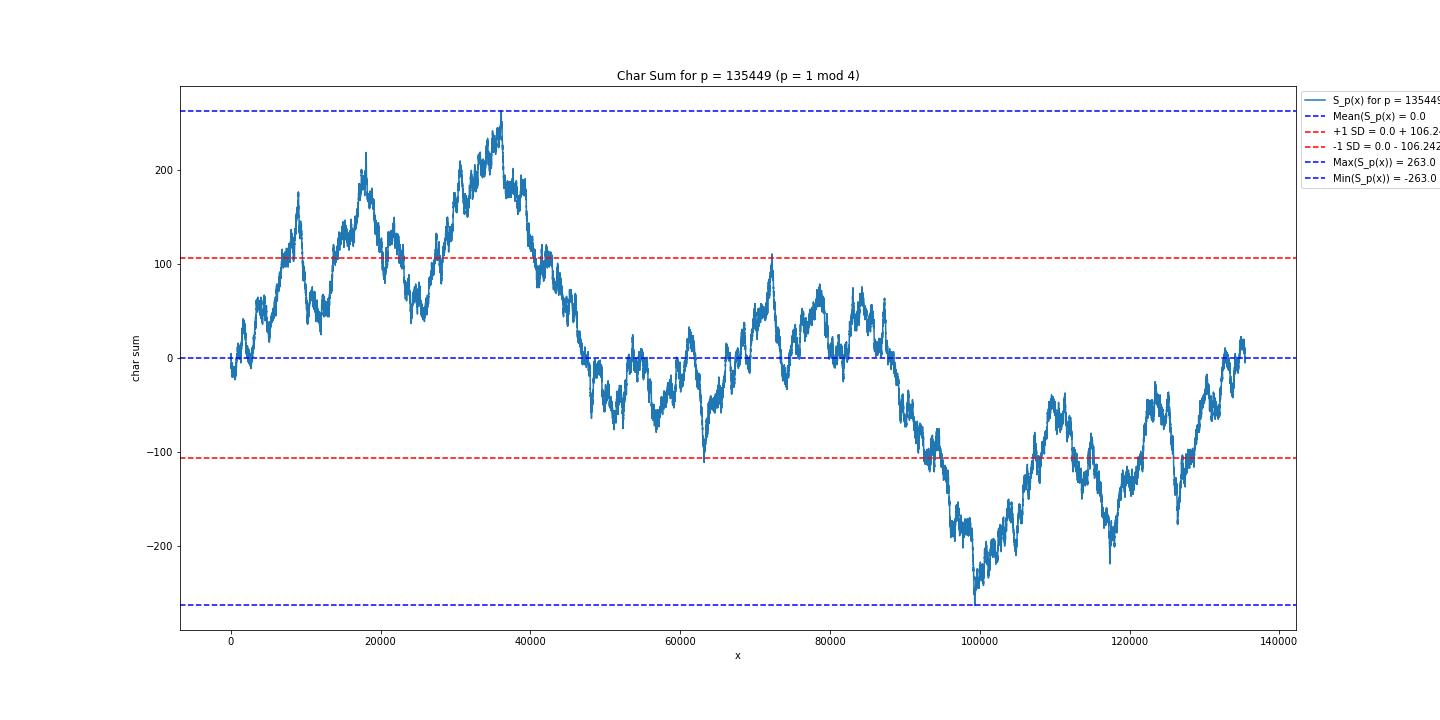 Char Sum for p = 135449 (p = 1 mod 4)
S_p(x) for p = 135449
Mean(S_p(x) = 0.0
+1 SD = 0.0 + 106.24
-1 SD = 0.0 - 106.242
Max(S_p(x)) = 263.0
Min(S_p(x)) = -263.0
200
100
0
−100
−200
char sum
0 20000 40000 60000 80000 100000 120000 140000
x